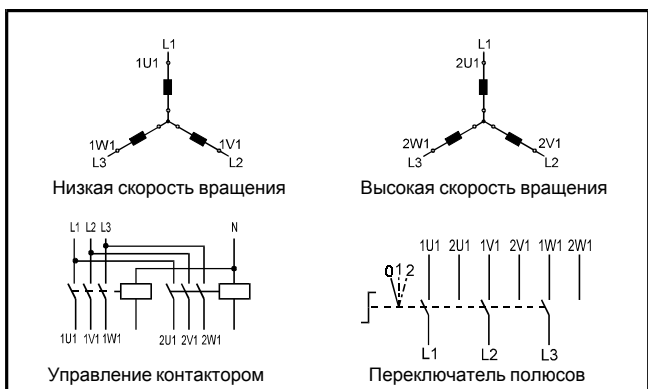 L1
1U1
1W1
1V1
L3
L2
Низкая скорость вращения
L1
2U1
2W1
2V1
L3
L2
Высокая скорость вращения
L1 L2 L3 N
1U1 1V1 1W1 2U1 2V1 2W1
Управление контактором
1U1 2U1 1V1 2V1 1W1 2W1
0 1 2
L1 L2 L3
Переключатель полюсов